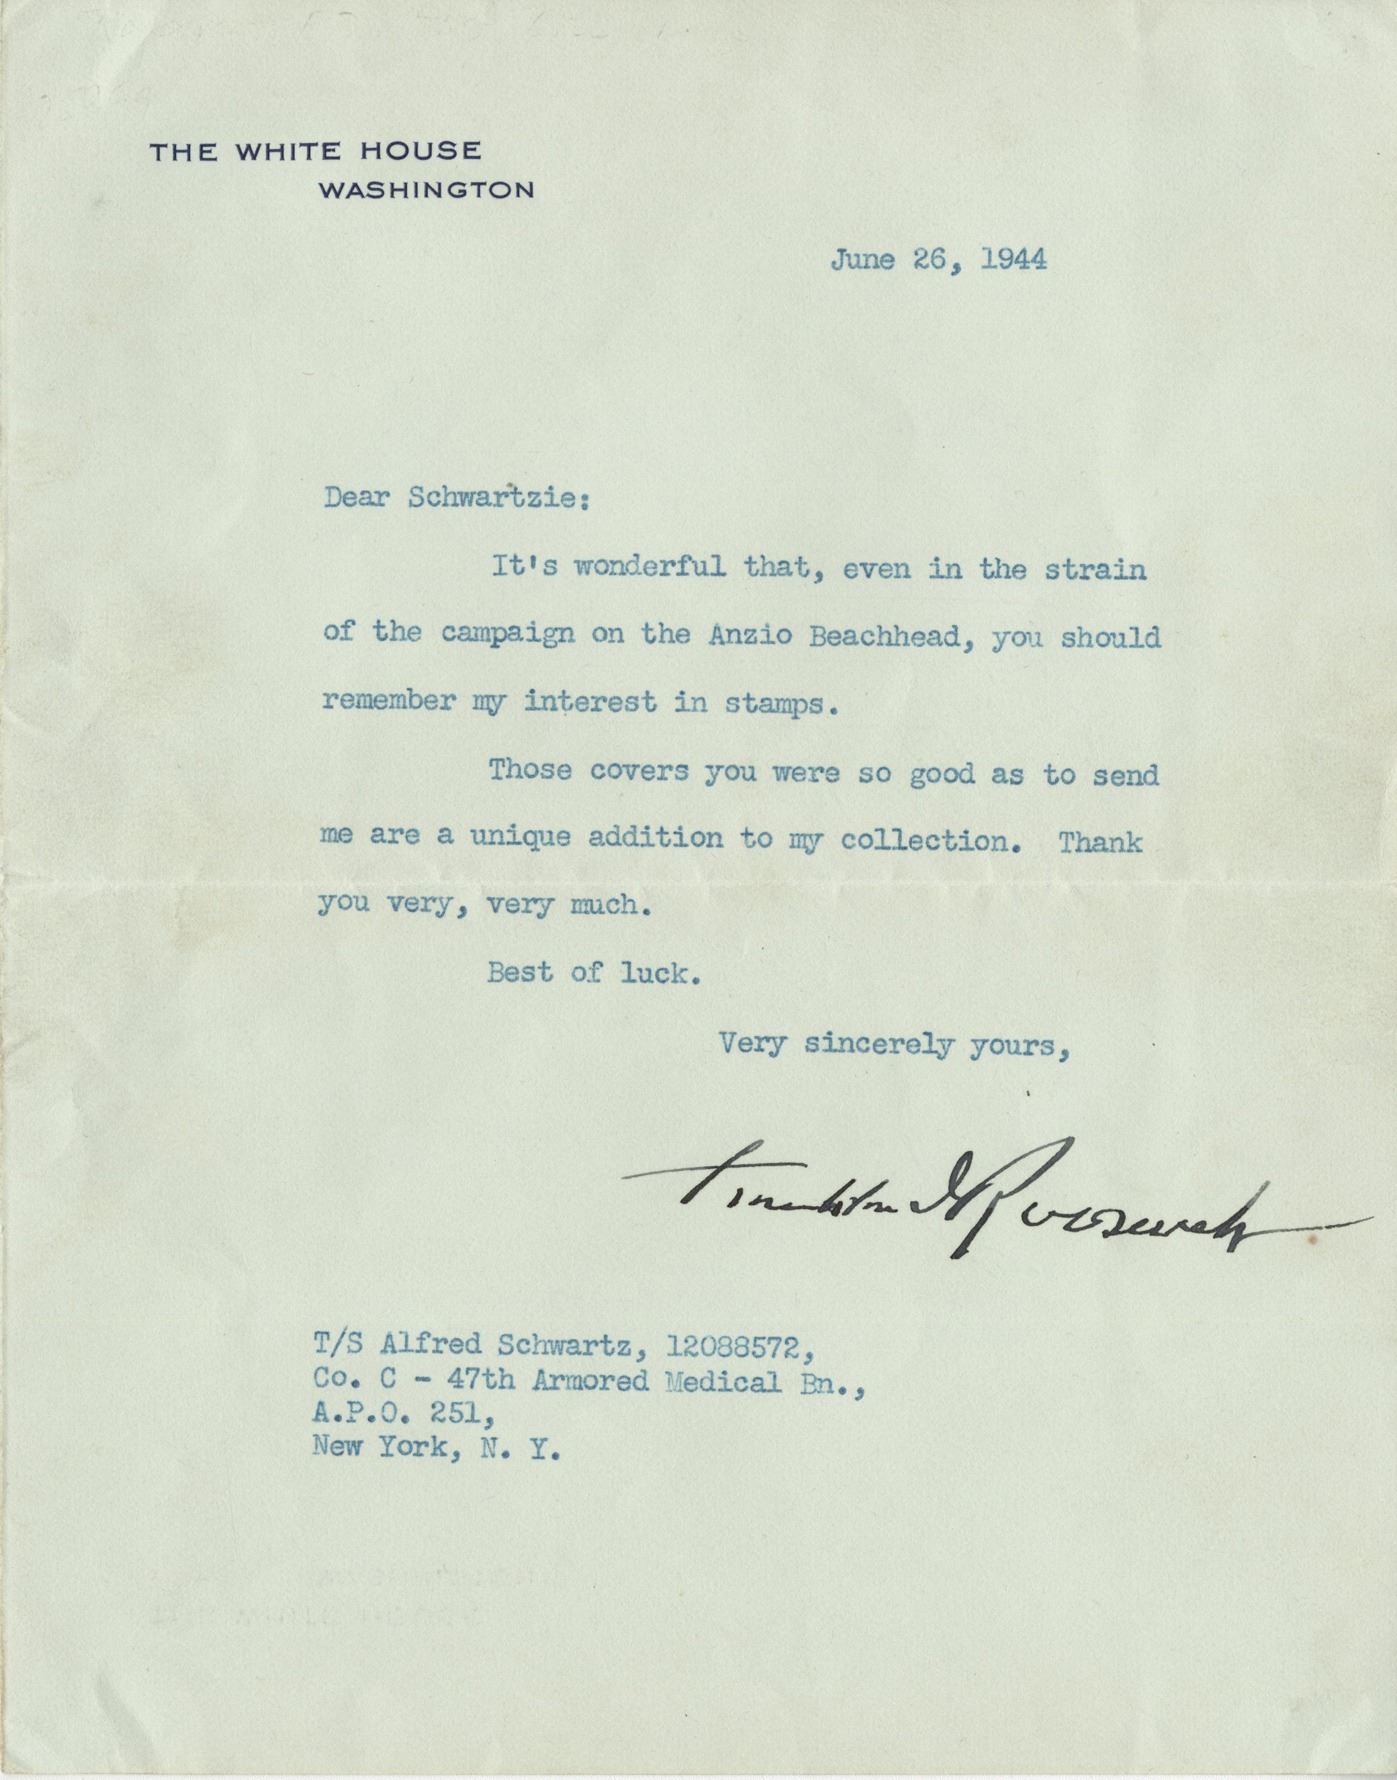 THE WHITE HOUSE
WASHINGTON
June 26, 1944
Dear Schwartzie:
It's wonderful that, even in the strain
of the campaign on the Anzio Beachhead, you should
remember my interest in stamps.
Those covers you were so good as to send
me are a unique addition to my collection. Thank
you very, very much.
Best of luck.
Very sincerely yours,
Franklin D Roosevelt
T/S Alfred Schwartz, 12088572,
Co. C - 47th Armored Medical Bn.,
A.P.O. 251,
New York, N. Y.